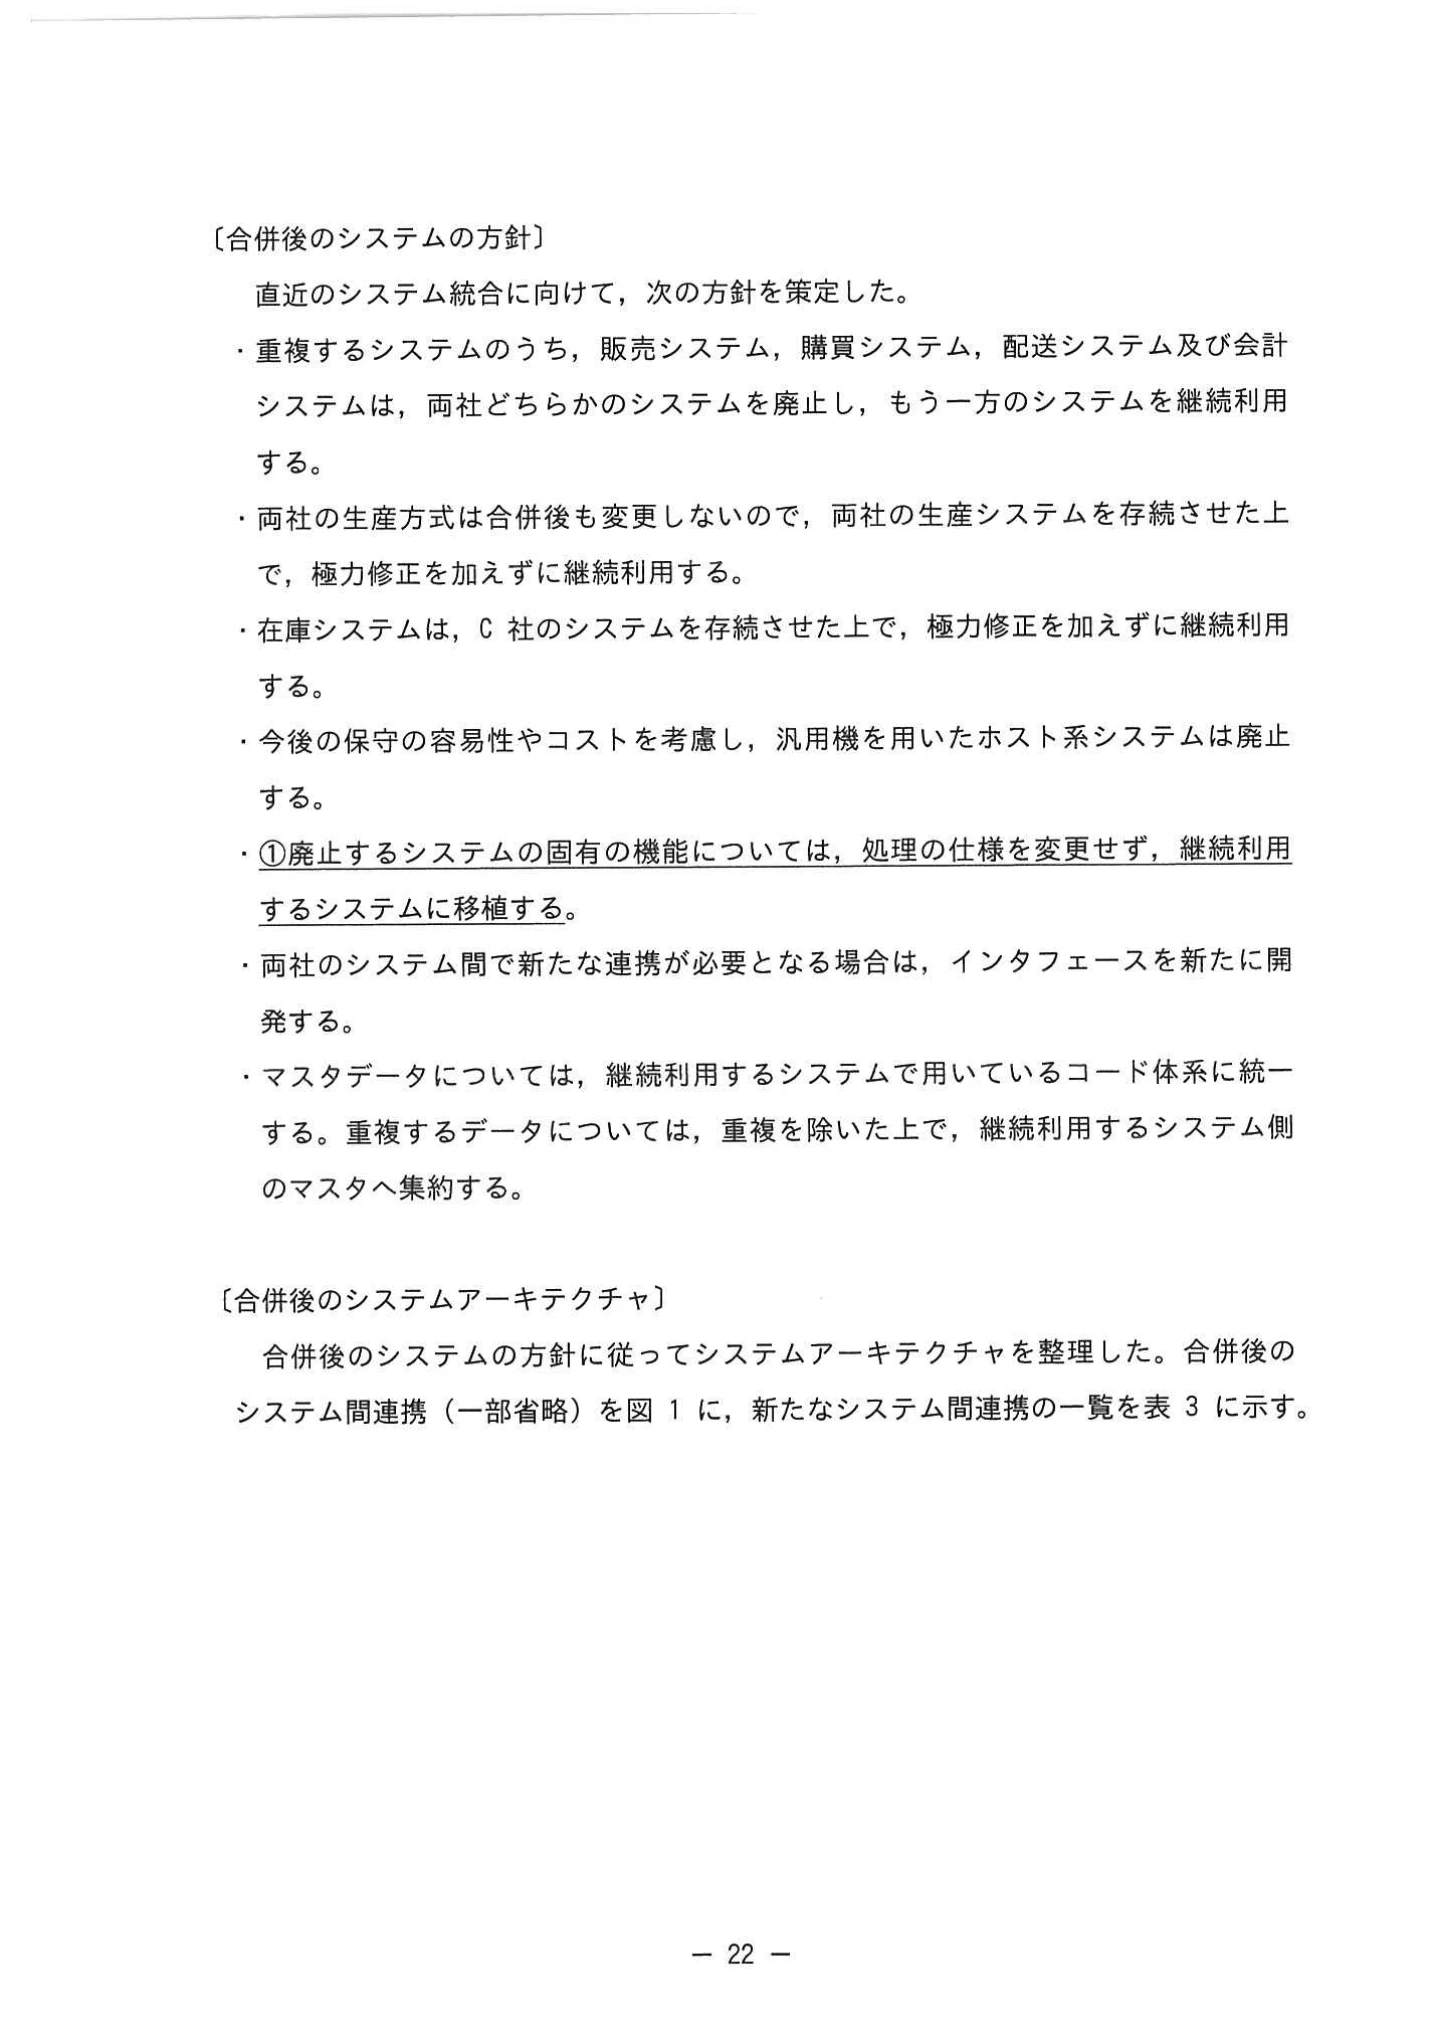 〔合併後のシステムの方針〕
直近のシステム統合に向けて，次の方針を策定した。
・重複するシステムのうち，販売システム，購買システム，配送システム及び会計
システムは，両社どちらかのシステムを廃止し，もう一方のシステムを継続利用
する。
・両社の生産方式は合併後も変更しないので，両社の生産システムを存続させた上
で，極力修正を加えずに継続利用する。
・在庫システムは，C 社のシステムを存続させた上で，極力修正を加えずに継続利用
する。
・今後の保守の容易性やコストを考慮し，汎用機を用いたホスト系システムは廃止
する。
・①廃止するシステムの固有の機能については，処理の仕様を変更せず，継続利用
するシステムに移植する。
・両社のシステム間で新たな連携が必要となる場合は，インタフェースを新たに開
発する。
・マスタデータについては，継続利用するシステムで用いているコード体系に統一
する。重複するデータについては，重複を除いた上で，継続利用するシステム側
のマスタへ集約する。
〔合併後のシステムアーキテクチャ〕
合併後のシステムの方針に従ってシステムアーキテクチャを整理した。合併後の
システム間連携（一部省略）を図 1 に，新たなシステム間連携の一覧を表 3 に示す。
－ 22 －